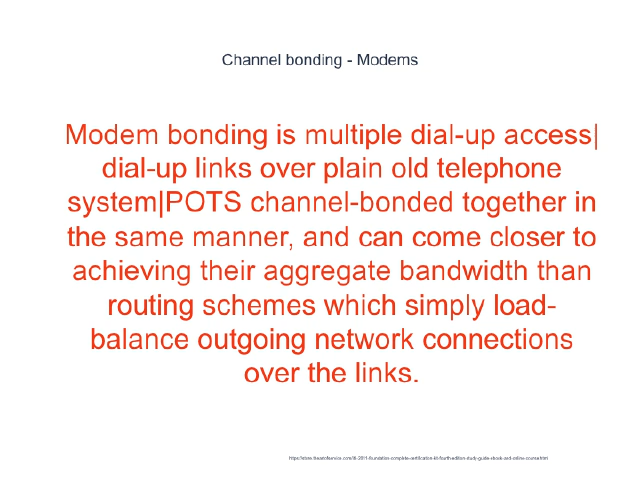 Channel bonding - Modems
Modem bonding is multiple dial-up access|
dial-up links over plain old telephone
system|POTS channel-bonded together in
the same manner, and can come closer to
achieving their aggregate bandwidth than
routing schemes which simply load-
balance outgoing network connections
over the links.